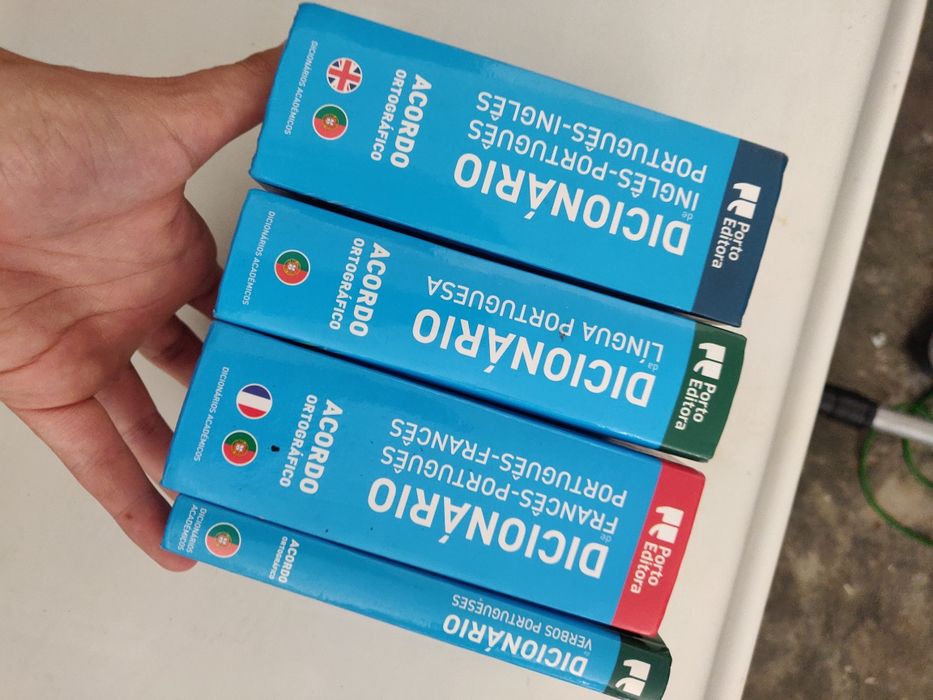 DICIONÁRIOS ACADÉMICOS
ACORDO
ORTOGRÁFICO
DICIONÁRIO
de
INGLÊS-PORTUGUÊS
PORTUGUÊS-INGLÊS
Porto
Editora
DICIONÁRIOS ACADÉMICOS
ACORDO
ORTOGRÁFICO
DICIONÁRIO
da
LÍNGUA PORTUGUESA
Porto
Editora
DICIONÁRIOS ACADÉMICOS
ACORDO
ORTOGRÁFICO
DICIONÁRIO
de
FRANCÊS-PORTUGUÊS
PORTUGUÊS-FRANCÊS
Porto
Editora
DICIONÁRIOS
ACADÉMICOS
ACORDO
ORTOGRÁFICO
DICIONÁRIO
VERBOS PORTUGUESES